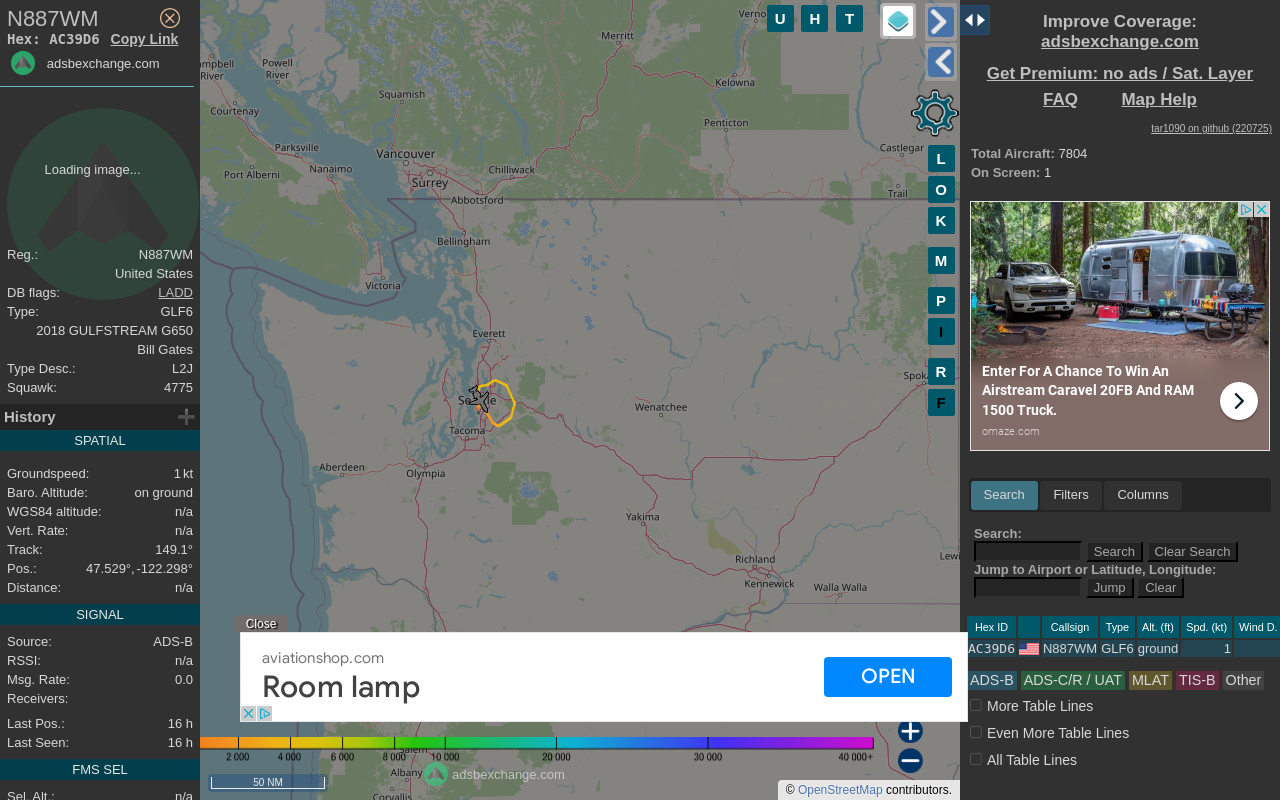 N887WM
Hex: AC39D6 Copy Link
adsbexchange.com
Loading image...
Reg.: N887WM
United States
DB flags: LADD
Type: GLF6
2018 GULFSTREAM G650
Bill Gates
Type Desc.: L2J
Squawk: 4775
History
SPATIAL
Groundspeed: 1 kt
Baro. Altitude: on ground
WGS84 altitude: n/a
Vert. Rate: n/a
Track: 149.1°
Pos.: 47.529°, -122.298°
Distance: n/a
SIGNAL
Source: ADS-B
RSSI: n/a
Msg. Rate: 0.0
Receivers:
Last Pos.: 16 h
Last Seen: 16 h
FMS SEL
Sel. Alt.: n/a
U H T
L
O
K
M
P
I
R
F
Merritt
Powell
River
River
Kelowna
Squamish
Courtenay
Penticton
Parksville
Vancouver
Castlegar
Nanaimo
Port Alberni
Chilliwack
Surrey
Trail
Abbotsford
Bellingham
Victoria
Everett
Wenatchee
Tacoma
Aberdeen
Olympia
Yakima
Richland
Kennewick
Walla Walla
Albany
Corvallis
Close
aviationshop.com
Room lamp
OPEN
2 000 4 000 6 000 8 000 10 000 20 000 30 000 40 000+
adsbexchange.com
50 NM
© OpenStreetMap contributors.
Improve Coverage:
adsbexchange.com
Get Premium: no ads / Sat. Layer
FAQ Map Help
tar1090 on github (220725)
Total Aircraft: 7804
On Screen: 1
Enter For A Chance To Win An
Airstream Caravel 20FB And RAM
1500 Truck.
omaze.com
Search Filters Columns
Search:
Search Clear Search
Jump to Airport or Latitude, Longitude:
Jump Clear
Hex ID Callsign Type Alt. (ft) Spd. (kt) Wind D.
AC39D6 N887WM GLF6 ground 1
ADS-B ADS-C/R / UAT MLAT TIS-B Other
More Table Lines
Even More Table Lines
All Table Lines